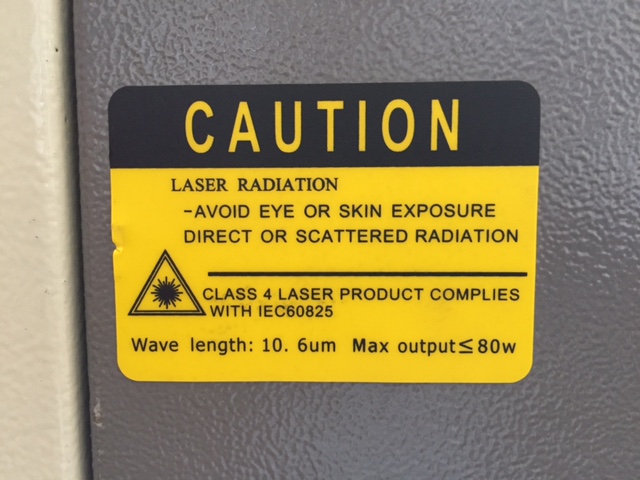 CAUTION
LASER RADIATION
-AVOID EYE OR SKIN EXPOSURE
DIRECT OR SCATTERED RADIATION
CLASS 4 LASER PRODUCT COMPLIES
WITH IEC60825
Wave length: 10. 6um Max output≤80w